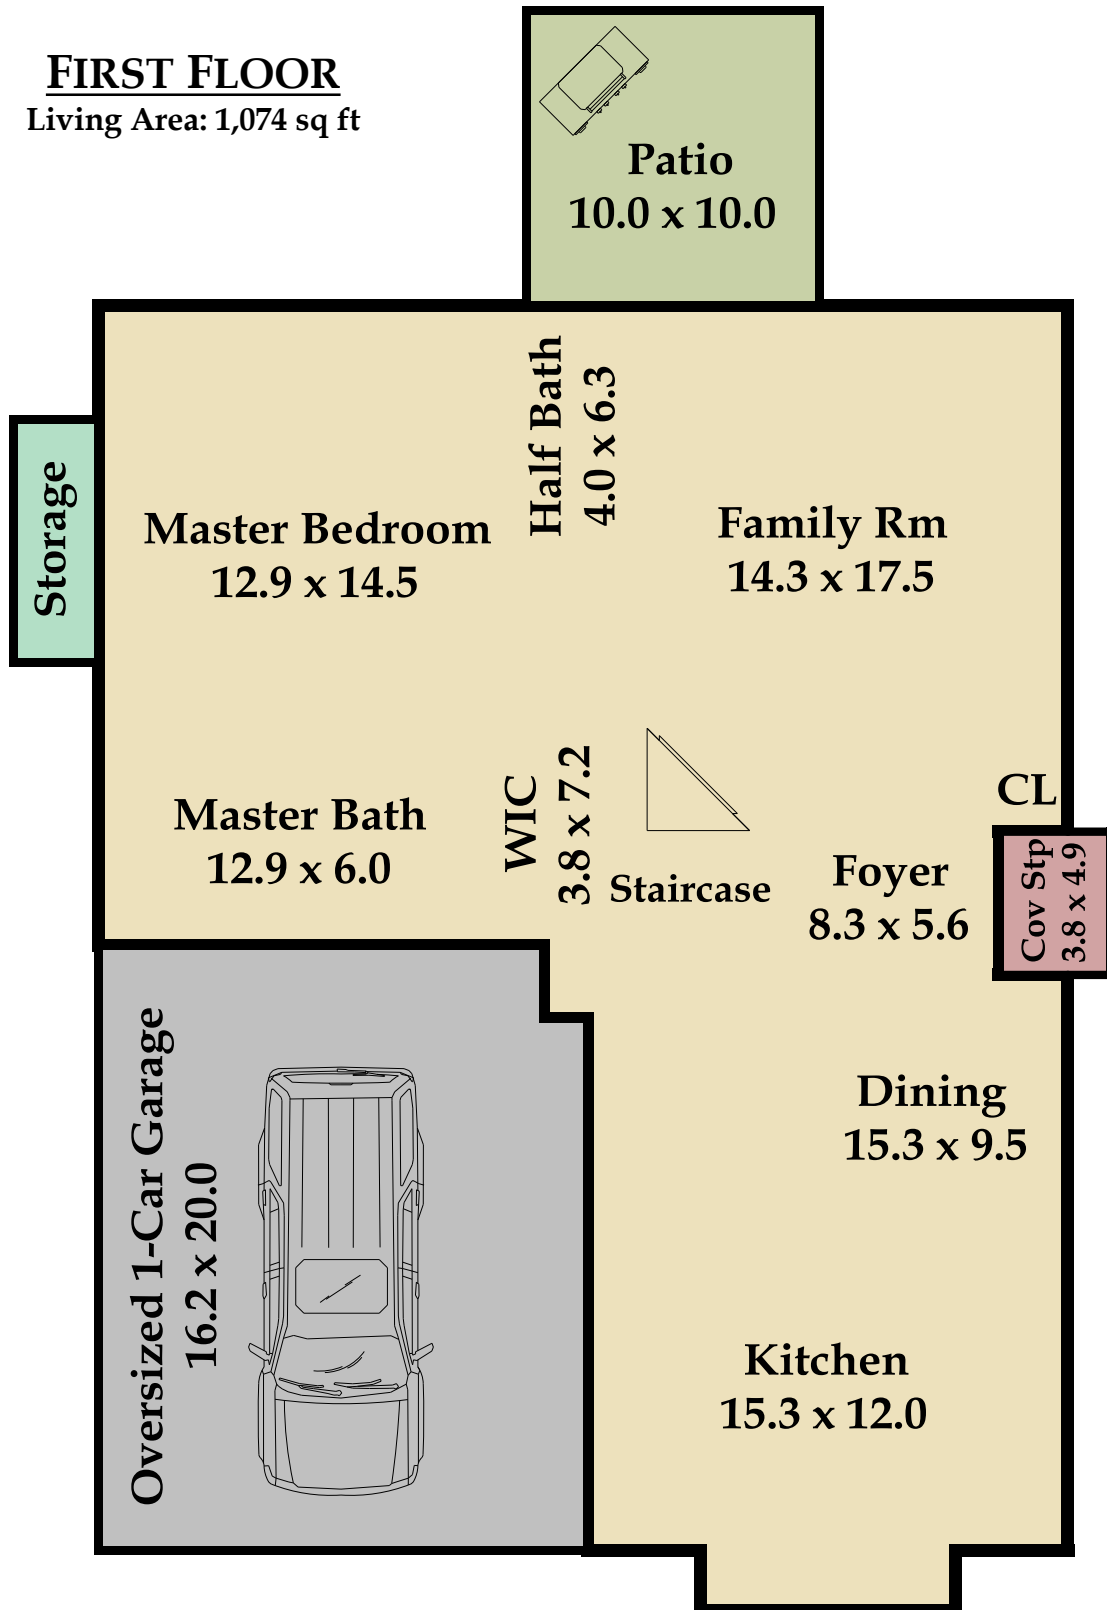 FIRST FLOOR
Living Area: 1,074 sq ft
Patio
10.0 x 10.0
Half Bath
4.0 x 6.3
Storage
Master Bedroom
12.9 x 14.5
Family Rm
14.3 x 17.5
Master Bath
12.9 x 6.0
WIC
3.8 x 7.2
Staircase
CL
Foyer
8.3 x 5.6
Cov Stp
3.8 x 4.9
Oversized 1-Car Garage
16.2 x 20.0
Dining
15.3 x 9.5
Kitchen
15.3 x 12.0